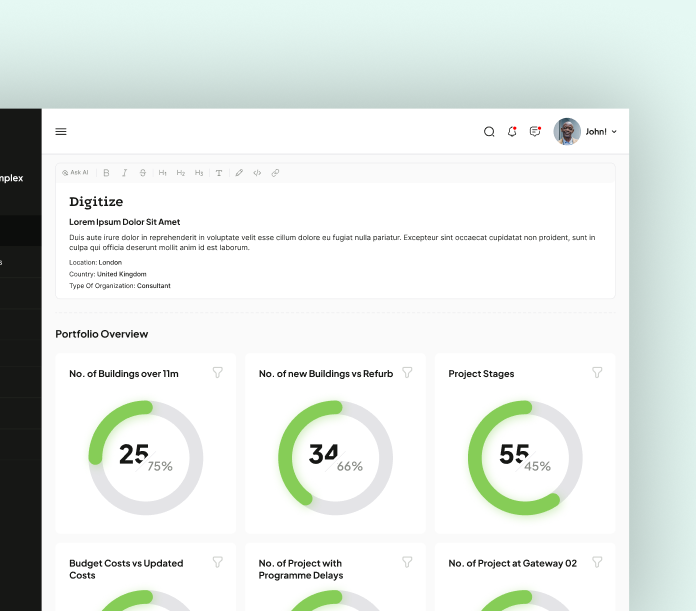 mplex
s
John!
Ask AI B I S H1 H2 H3 T
Digitize
Lorem Ipsum Dolor Sit Amet
Duis aute irure dolor in reprehenderit in voluptate velit esse cillum dolore eu fugiat nulla pariatur. Excepteur sint occaecat cupidatat non proident, sunt in
culpa qui officia deserunt mollit anim id est laborum.
Location: London
Country: United Kingdom
Type Of Organization: Consultant
Portfolio Overview
No. of Buildings over 11m
25
75%
No. of new Buildings vs Refurb
34
66%
Project Stages
55
45%
Budget Costs vs Updated
Costs
No. of Project with
Programme Delays
No. of Project at Gateway 02